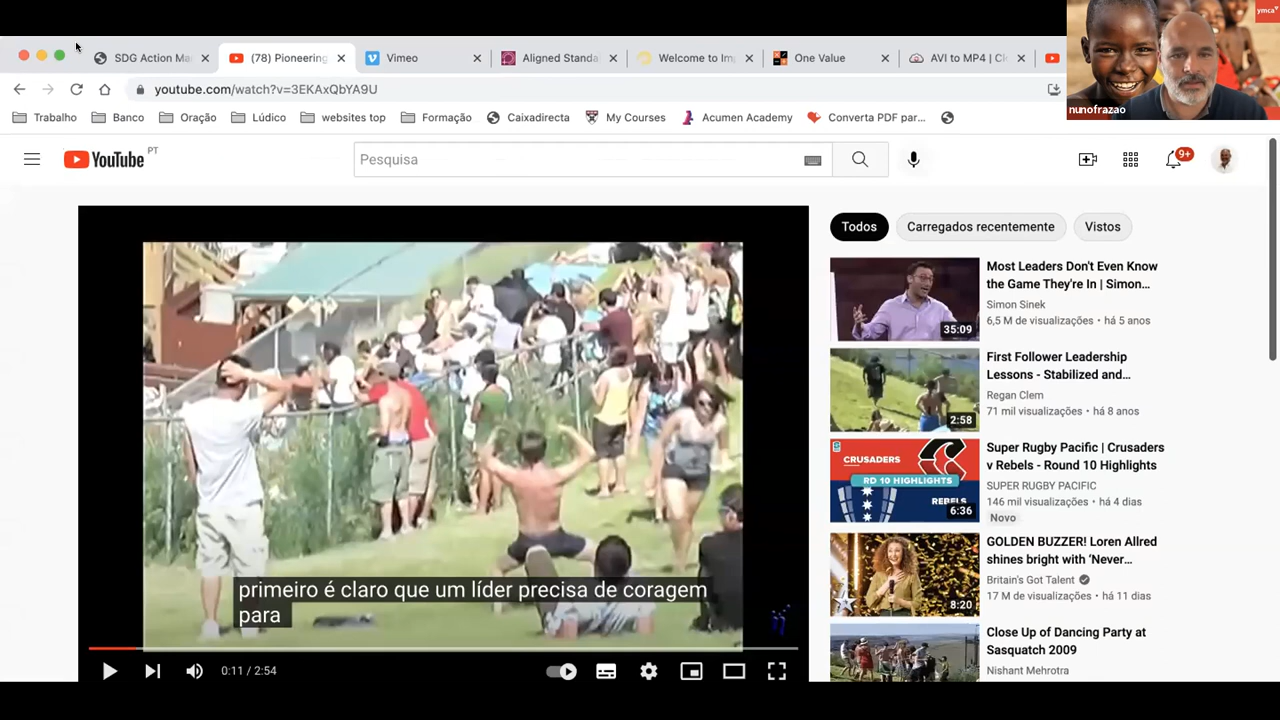 SDG Action Ma
(78) Pioneering
Vimeo
Aligned Standa
Welcome to Im
One Value
AVI to MP4 | Cl
ymca
nunofrazao
youtube.com/watch?v=3EKAxQbYA9U
Trabalho
Banco
Oração
Lúdico
websites top
Formação
Caixadirecta
My Courses
Acumen Academy
Converta PDF par...
YouTube PT
Pesquisa
9+
Todos
Carregados recentemente
Vistos
Most Leaders Don't Even Know
the Game They're In | Simon...
Simon Sinek
6,5 M de visualizações • há 5 anos
35:09
First Follower Leadership
Lessons - Stabilized and...
Regan Clem
71 mil visualizações • há 8 anos
2:58
CRUSADERS
RD 10 HIGHLIGHTS
REBELS
6:36
Super Rugby Pacific | Crusaders
v Rebels - Round 10 Highlights
SUPER RUGBY PACIFIC
146 mil visualizações • há 4 dias
Novo
GOLDEN BUZZER! Loren Allred
shines bright with ‘Never...
Britain's Got Talent
17 M de visualizações • há 11 dias
8:20
Close Up of Dancing Party at
Sasquatch 2009
Nishant Mehrotra
primeiro é claro que um líder precisa de coragem
para
0:11 / 2:54